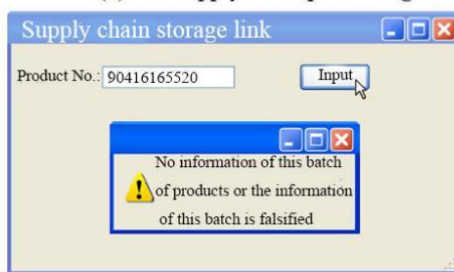 Supply chain storage link
Product No.: 90416165520 Input
No information of this batch
of products or the information
of this batch is falsified